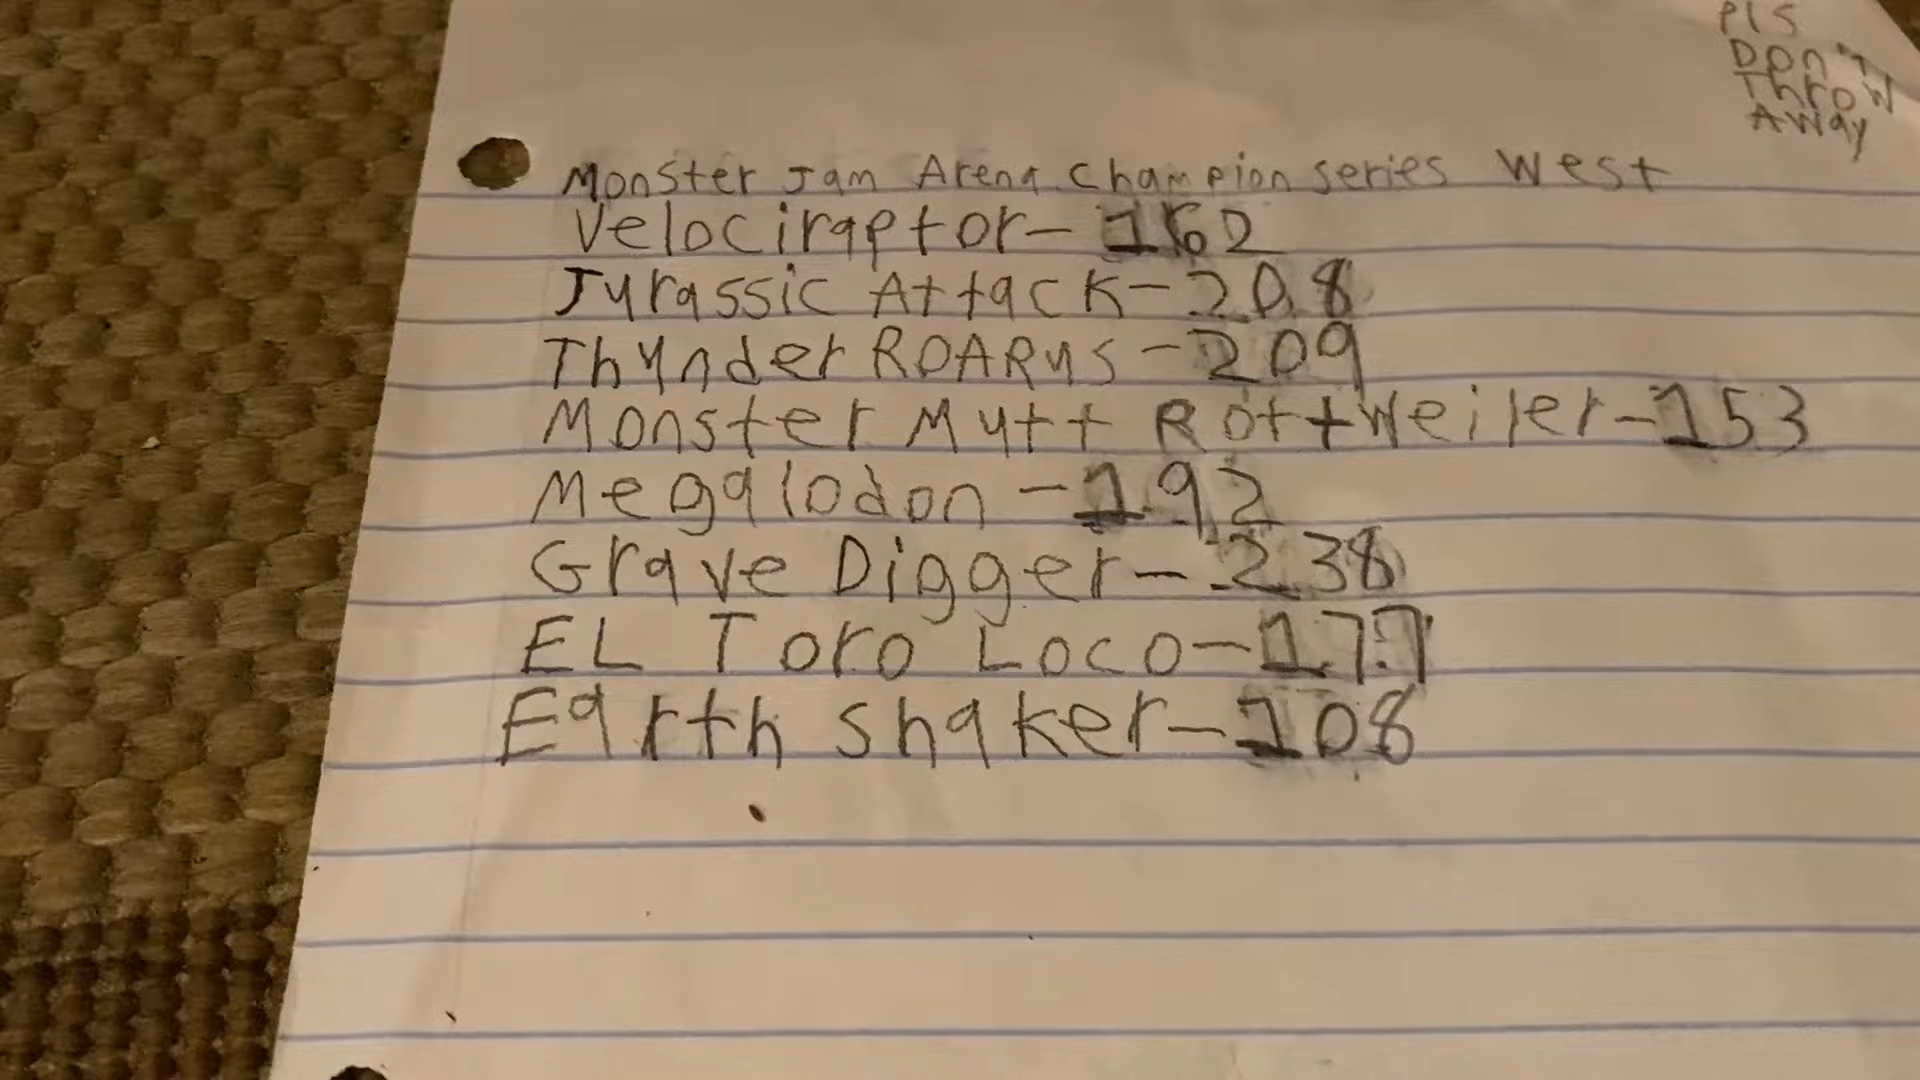 Pls
Don't
Throw
Away
Monster Jam Arena Champion series West
Velociraptor- 162
Jurassic Attack-208
Thunder ROARus-209
Monster Mutt Rottweiler-153
Megalodon-192
Grave Digger-238
EL Toro Loco-177
Earth shaker-108